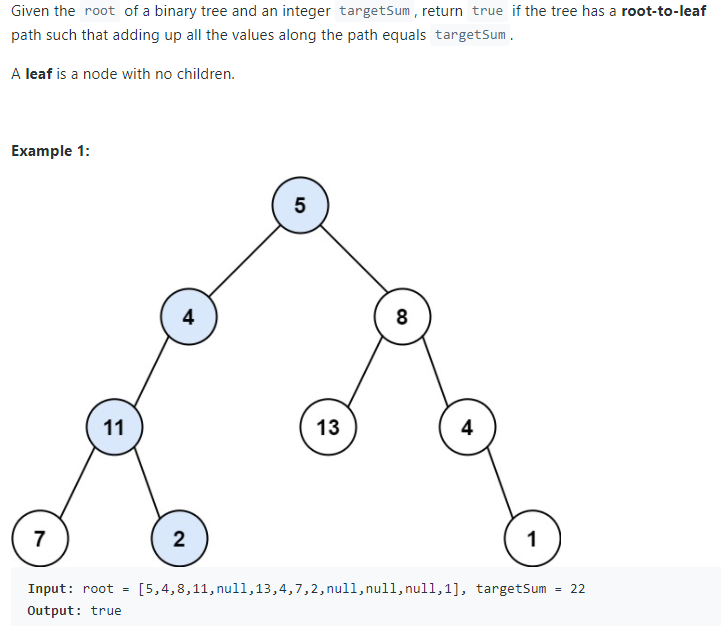 Given the root of a binary tree and an integer targetSum, return true if the tree has a root-to-leaf
path such that adding up all the values along the path equals targetSum.
A leaf is a node with no children.
Example 1:
5
4 8
11 13 4
7 2 1
Input: root = [5,4,8,11,null,13,4,7,2,null,null,null,1], targetSum = 22
Output: true